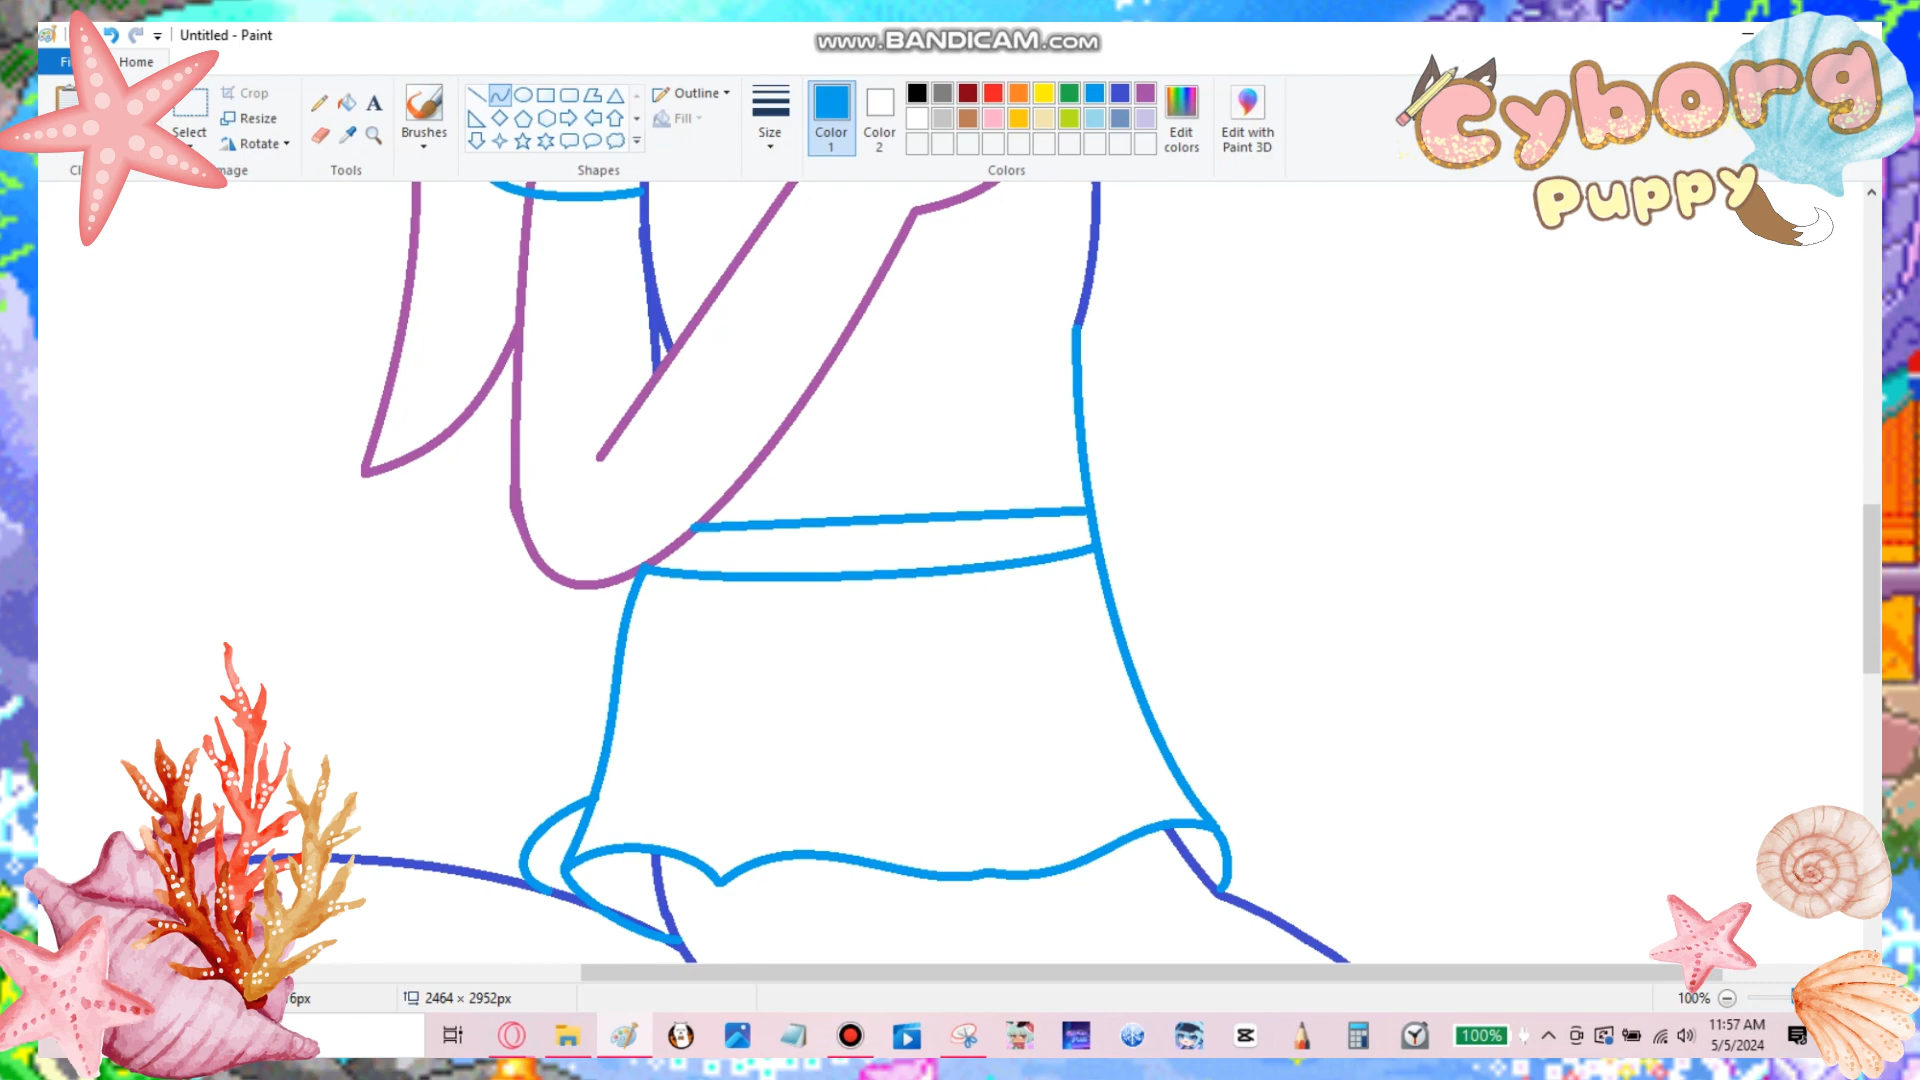 Untitled - Paint
www.BANDICAM.com
Home
Crop
Resize
Rotate
Select
Tools
Brushes
Shapes
Outline
Fill
Size
Color 1
Color 2
Edit colors
Edit with Paint 3D
Colors
Cyborg
Puppy
2464 × 2952px
100%
100%
11:57 AM
5/5/2024